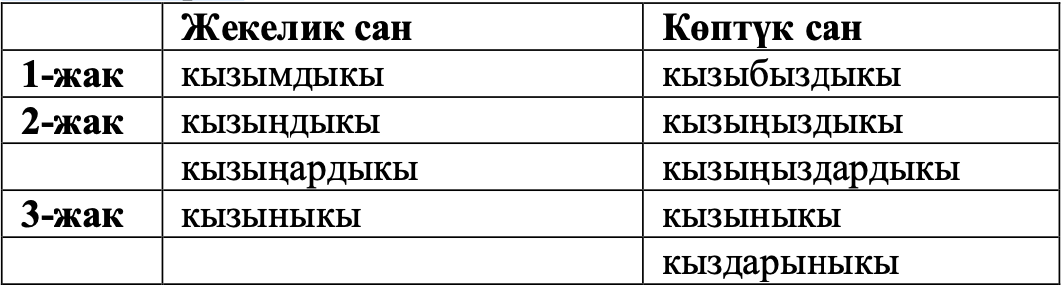 Жекелик сан Көптүк сан
1-жак кызымдыкы кызыбыздыкы
2-жак кызыңдыкы кызыңыздыкы
кызыңардыкы кызыңыздардыкы
3-жак кызыныкы кызыныкы
кыздарыныкы